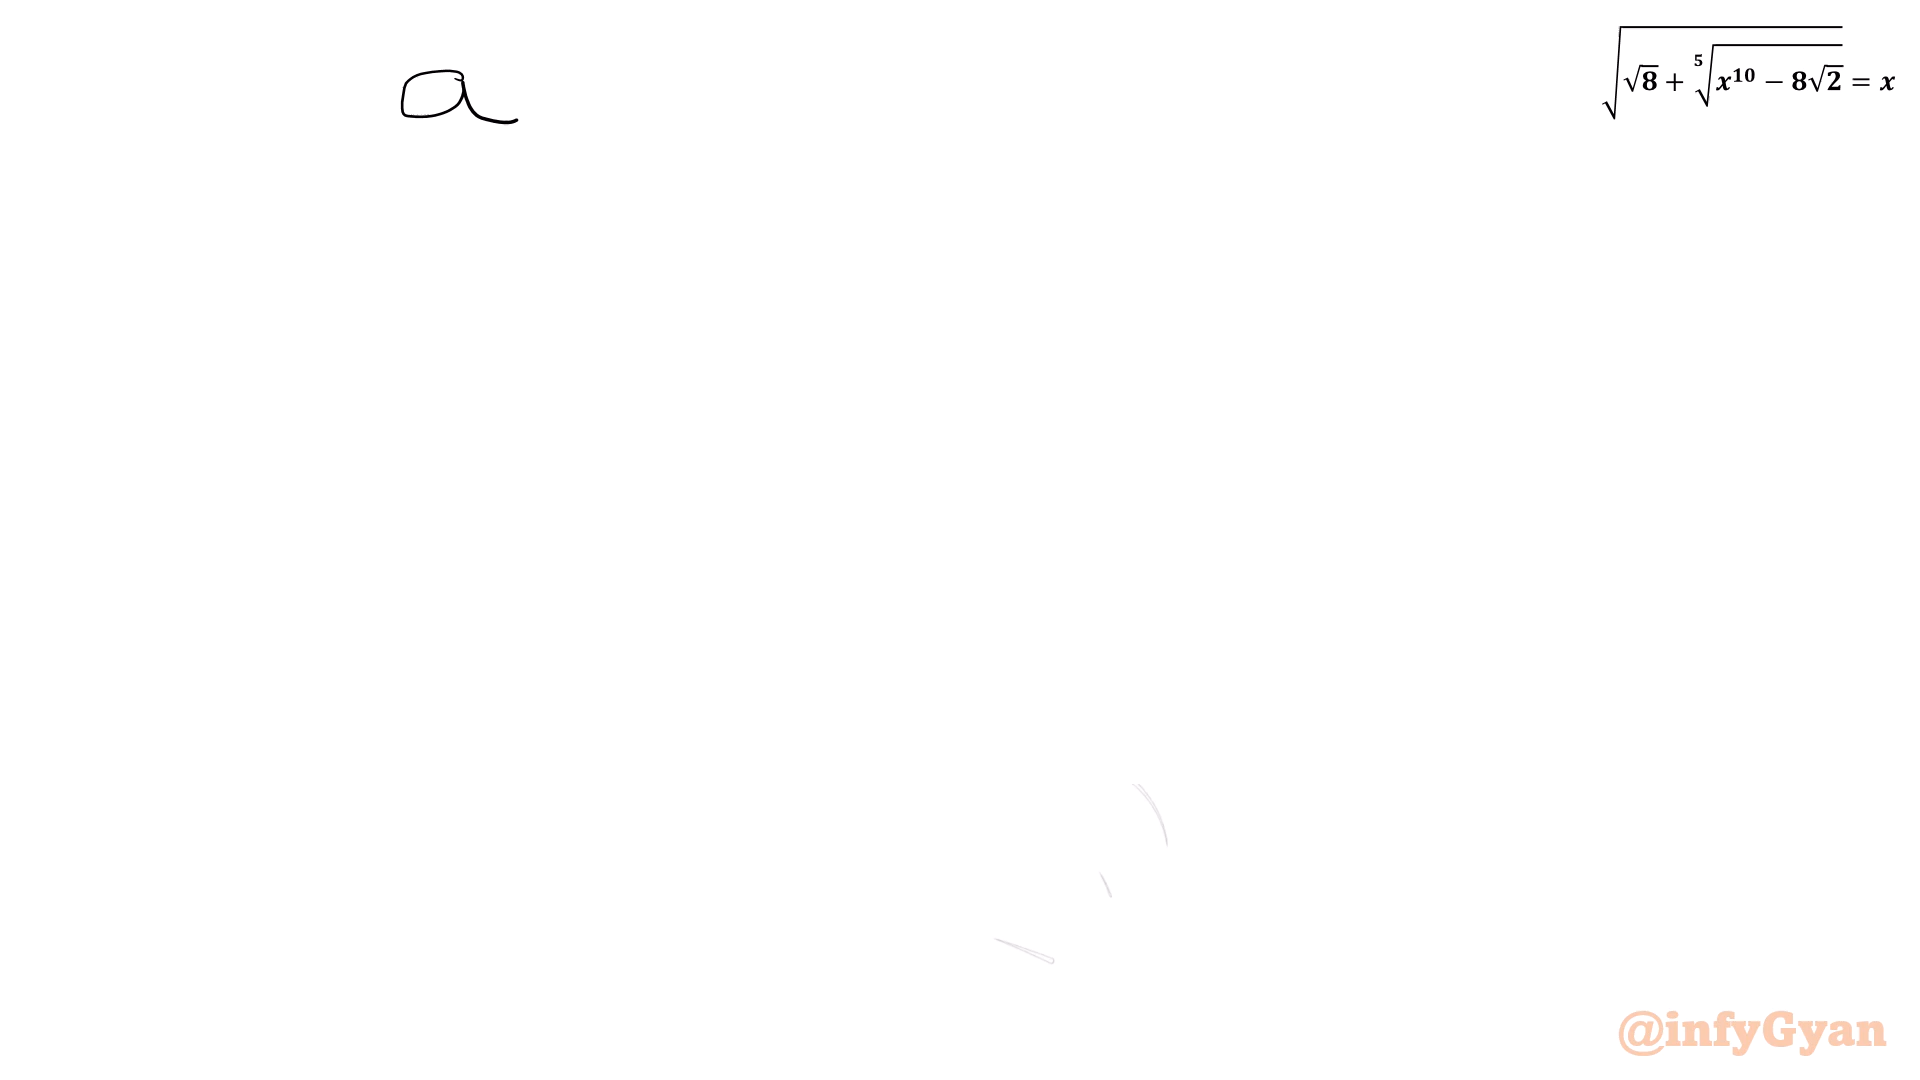 a
√(√8 + ⁵√(x¹⁰ − 8√2)) = x
@infyGyan